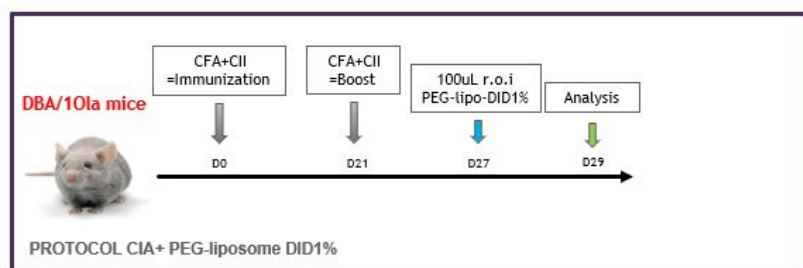 CFA+CII
=Immunization
CFA+CII
=Boost
100uL r.o.i
PEG-lipo-DID1%
Analysis
DBA/1Ola mice
D0
D21
D27
D29
PROTOCOL CIA+ PEG-liposome DID1%